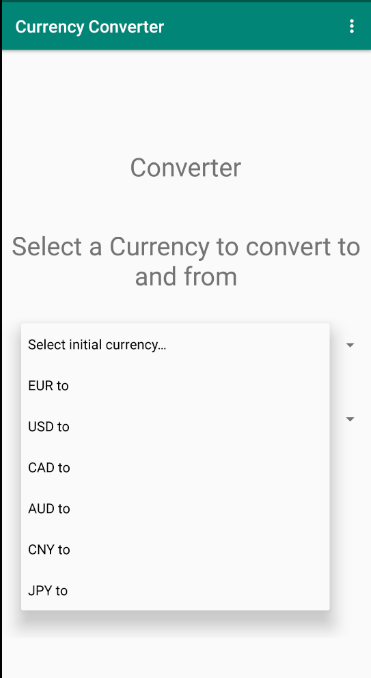 Currency Converter
Converter
Select a Currency to convert to
and from
Select initial currency...
EUR to
USD to
CAD to
AUD to
CNY to
JPY to